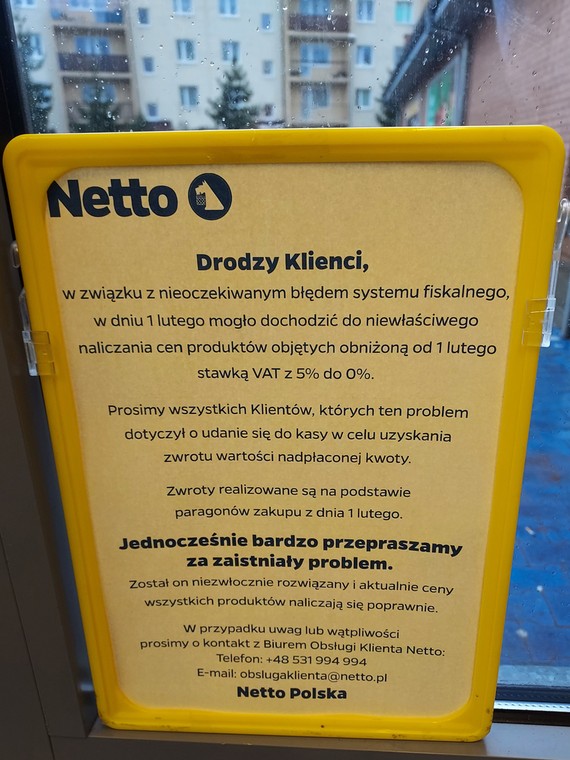 Netto
Drodzy Klienci,
w związku z nieoczekiwanym błędem systemu fiskalnego,
w dniu 1 lutego mogło dochodzić do niewłaściwego
naliczania cen produktów objętych obniżoną od 1 lutego
stawką VAT z 5% do 0%.
Prosimy wszystkich Klientów, których ten problem
dotyczył o udanie się do kasy w celu uzyskania
zwrotu wartości nadpłaconej kwoty.
Zwroty realizowane są na podstawie
paragonów zakupu z dnia 1 lutego.
Jednocześnie bardzo przepraszamy
za zaistniały problem.
Został on niezwłocznie rozwiązany i aktualnie ceny
wszystkich produktów naliczają się poprawnie.
W przypadku uwag lub wątpliwości
prosimy o kontakt z Biurem Obsługi Klienta Netto:
Telefon: +48 531 994 994
E-mail: obslugaklienta@netto.pl
Netto Polska